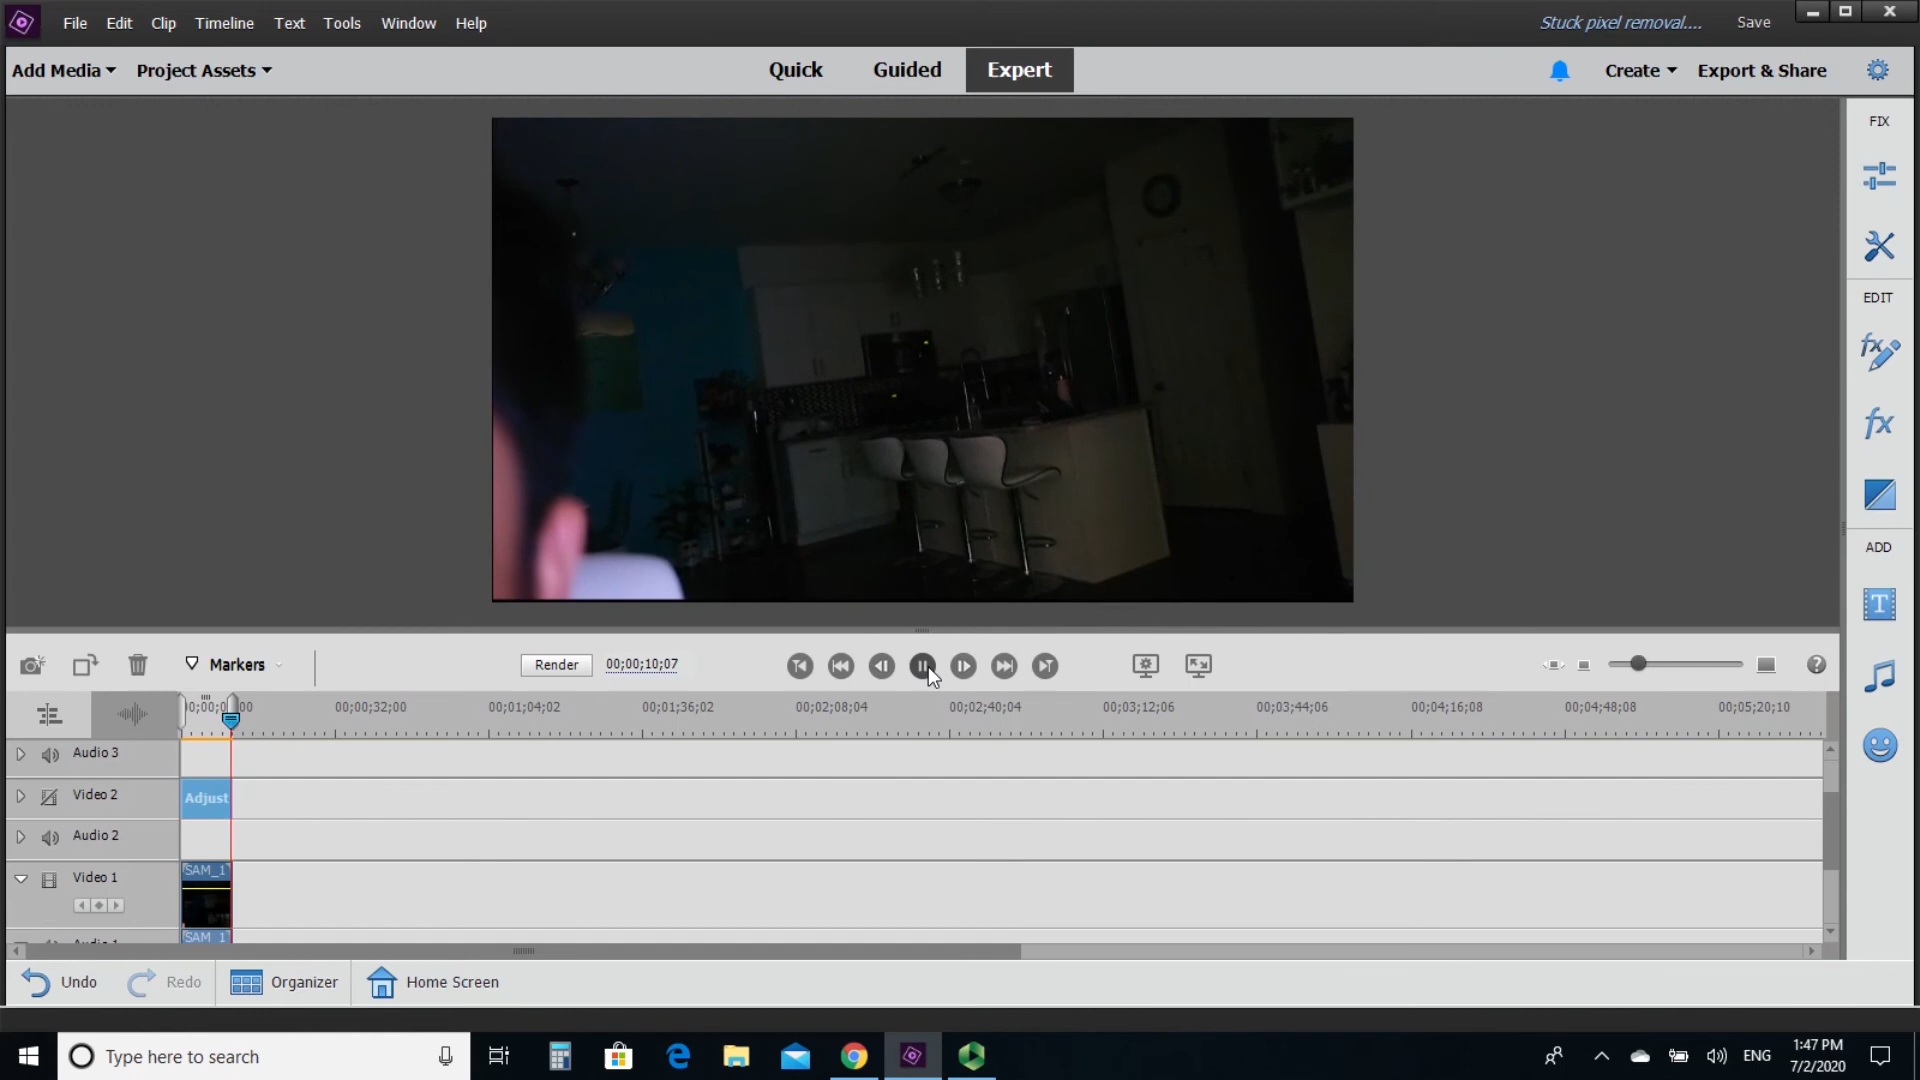 File Edit Clip Timeline Text Tools Window Help
Stuck pixel removal.... Save
Add Media Project Assets Quick Guided Expert Create Export & Share
FIX
EDIT
fx
fx
ADD
T
Markers Render 00;00;10;07
00;00;32;00 00;01;04;02 00;01;36;02 00;02;08;04 00;02;40;04 00;03;12;06 00;03;44;06 00;04;16;08 00;04;48;08 00;05;20;10
Audio 3
Video 2 Adjust
Audio 2
Video 1 SAM_1
SAM_1
Undo Redo Organizer Home Screen
Type here to search ENG 1:47 PM
7/2/2020